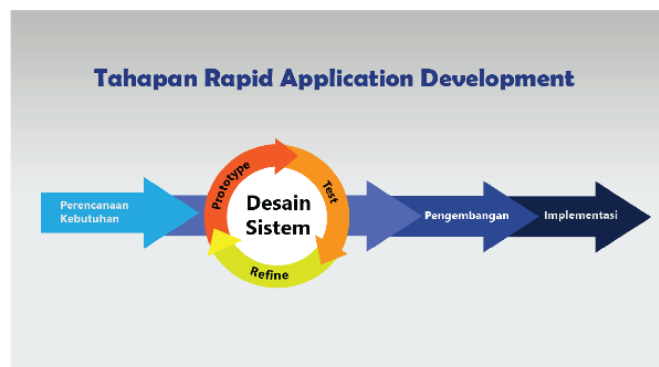 Tahapan Rapid Application Development
Perencanaan
Kebutuhan
Prototype
Test
Refine
Desain
Sistem
Pengembangan
Implementasi